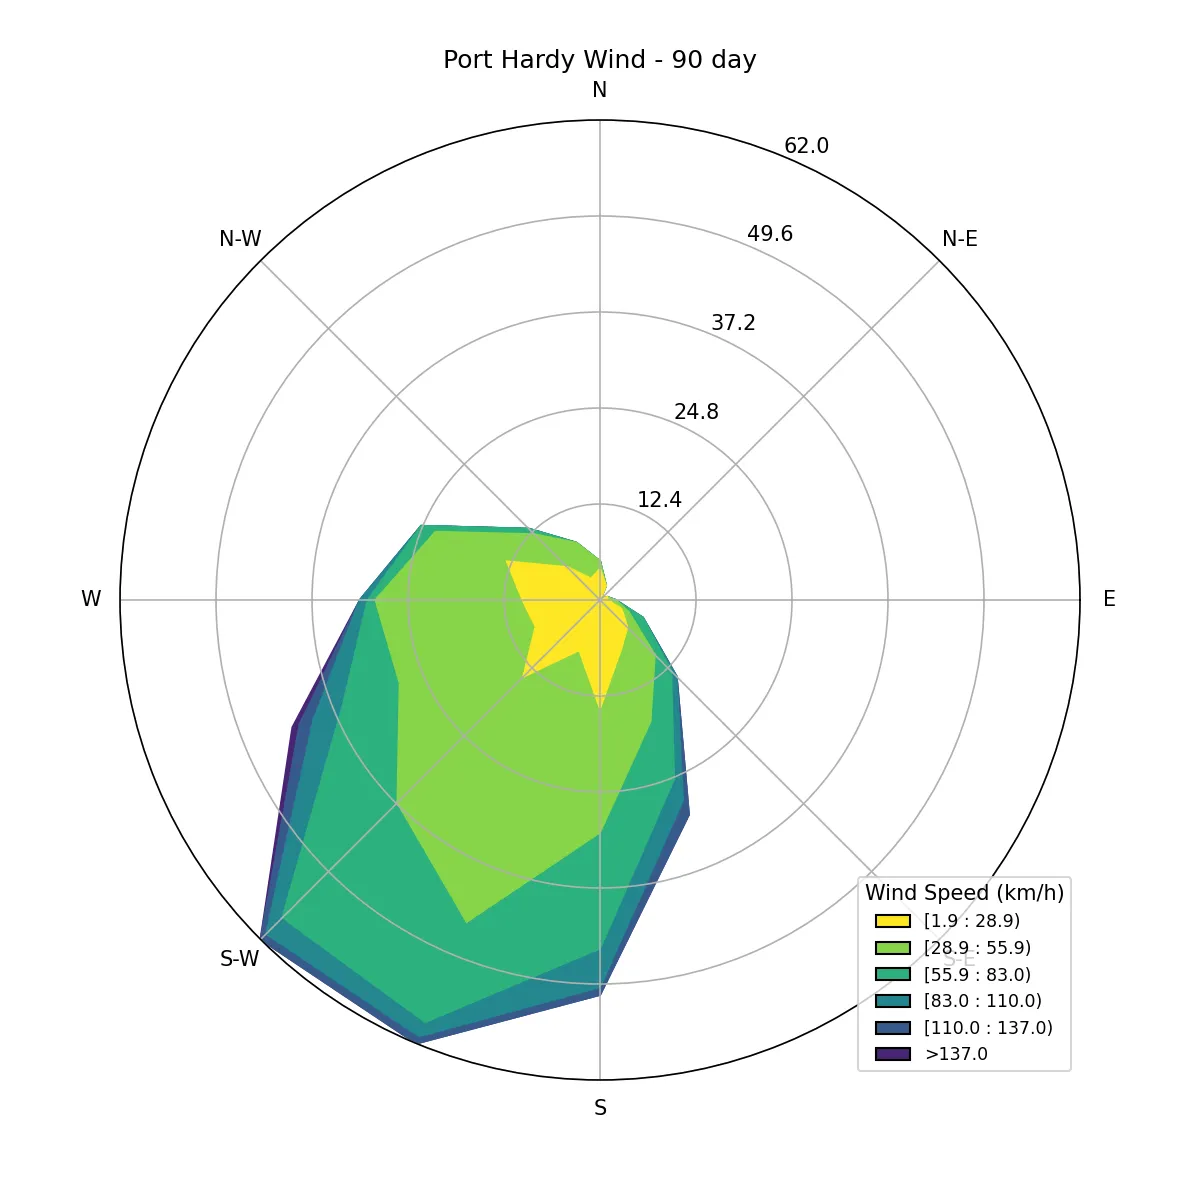 Port Hardy Wind - 90 day
N
62.0
N-W
N-E
49.6
37.2
24.8
12.4
W
E
Wind Speed (km/h)
[1.9 : 28.9)
[28.9 : 55.9)
S-W
S-E
[55.9 : 83.0)
[83.0 : 110.0)
[110.0 : 137.0)
>137.0
S